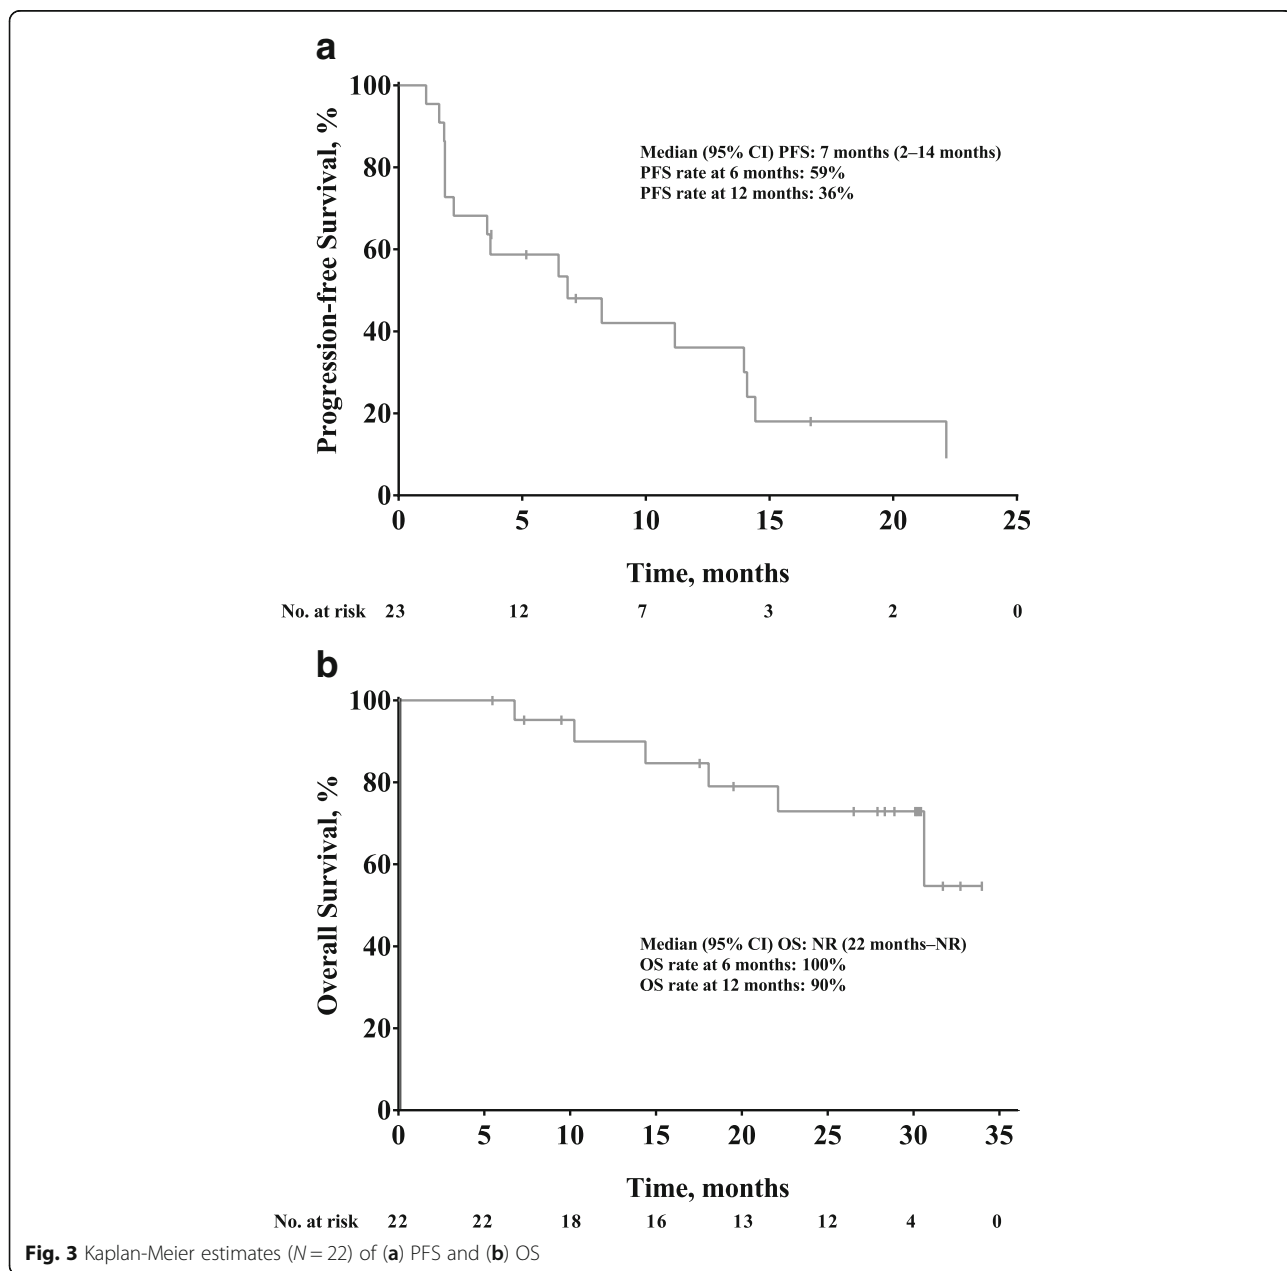 a
Progression-free Survival, %
100
80
60
40
20
0
Median (95% CI) PFS: 7 months (2–14 months)
PFS rate at 6 months: 59%
PFS rate at 12 months: 36%
0 5 10 15 20 25
Time, months
No. at risk 23 12 7 3 2 0
b
Overall Survival, %
100
80
60
40
20
0
Median (95% CI) OS: NR (22 months–NR)
OS rate at 6 months: 100%
OS rate at 12 months: 90%
0 5 10 15 20 25 30 35
Time, months
No. at risk 22 22 18 16 13 12 4 0
Fig. 3 Kaplan-Meier estimates (N = 22) of (a) PFS and (b) OS